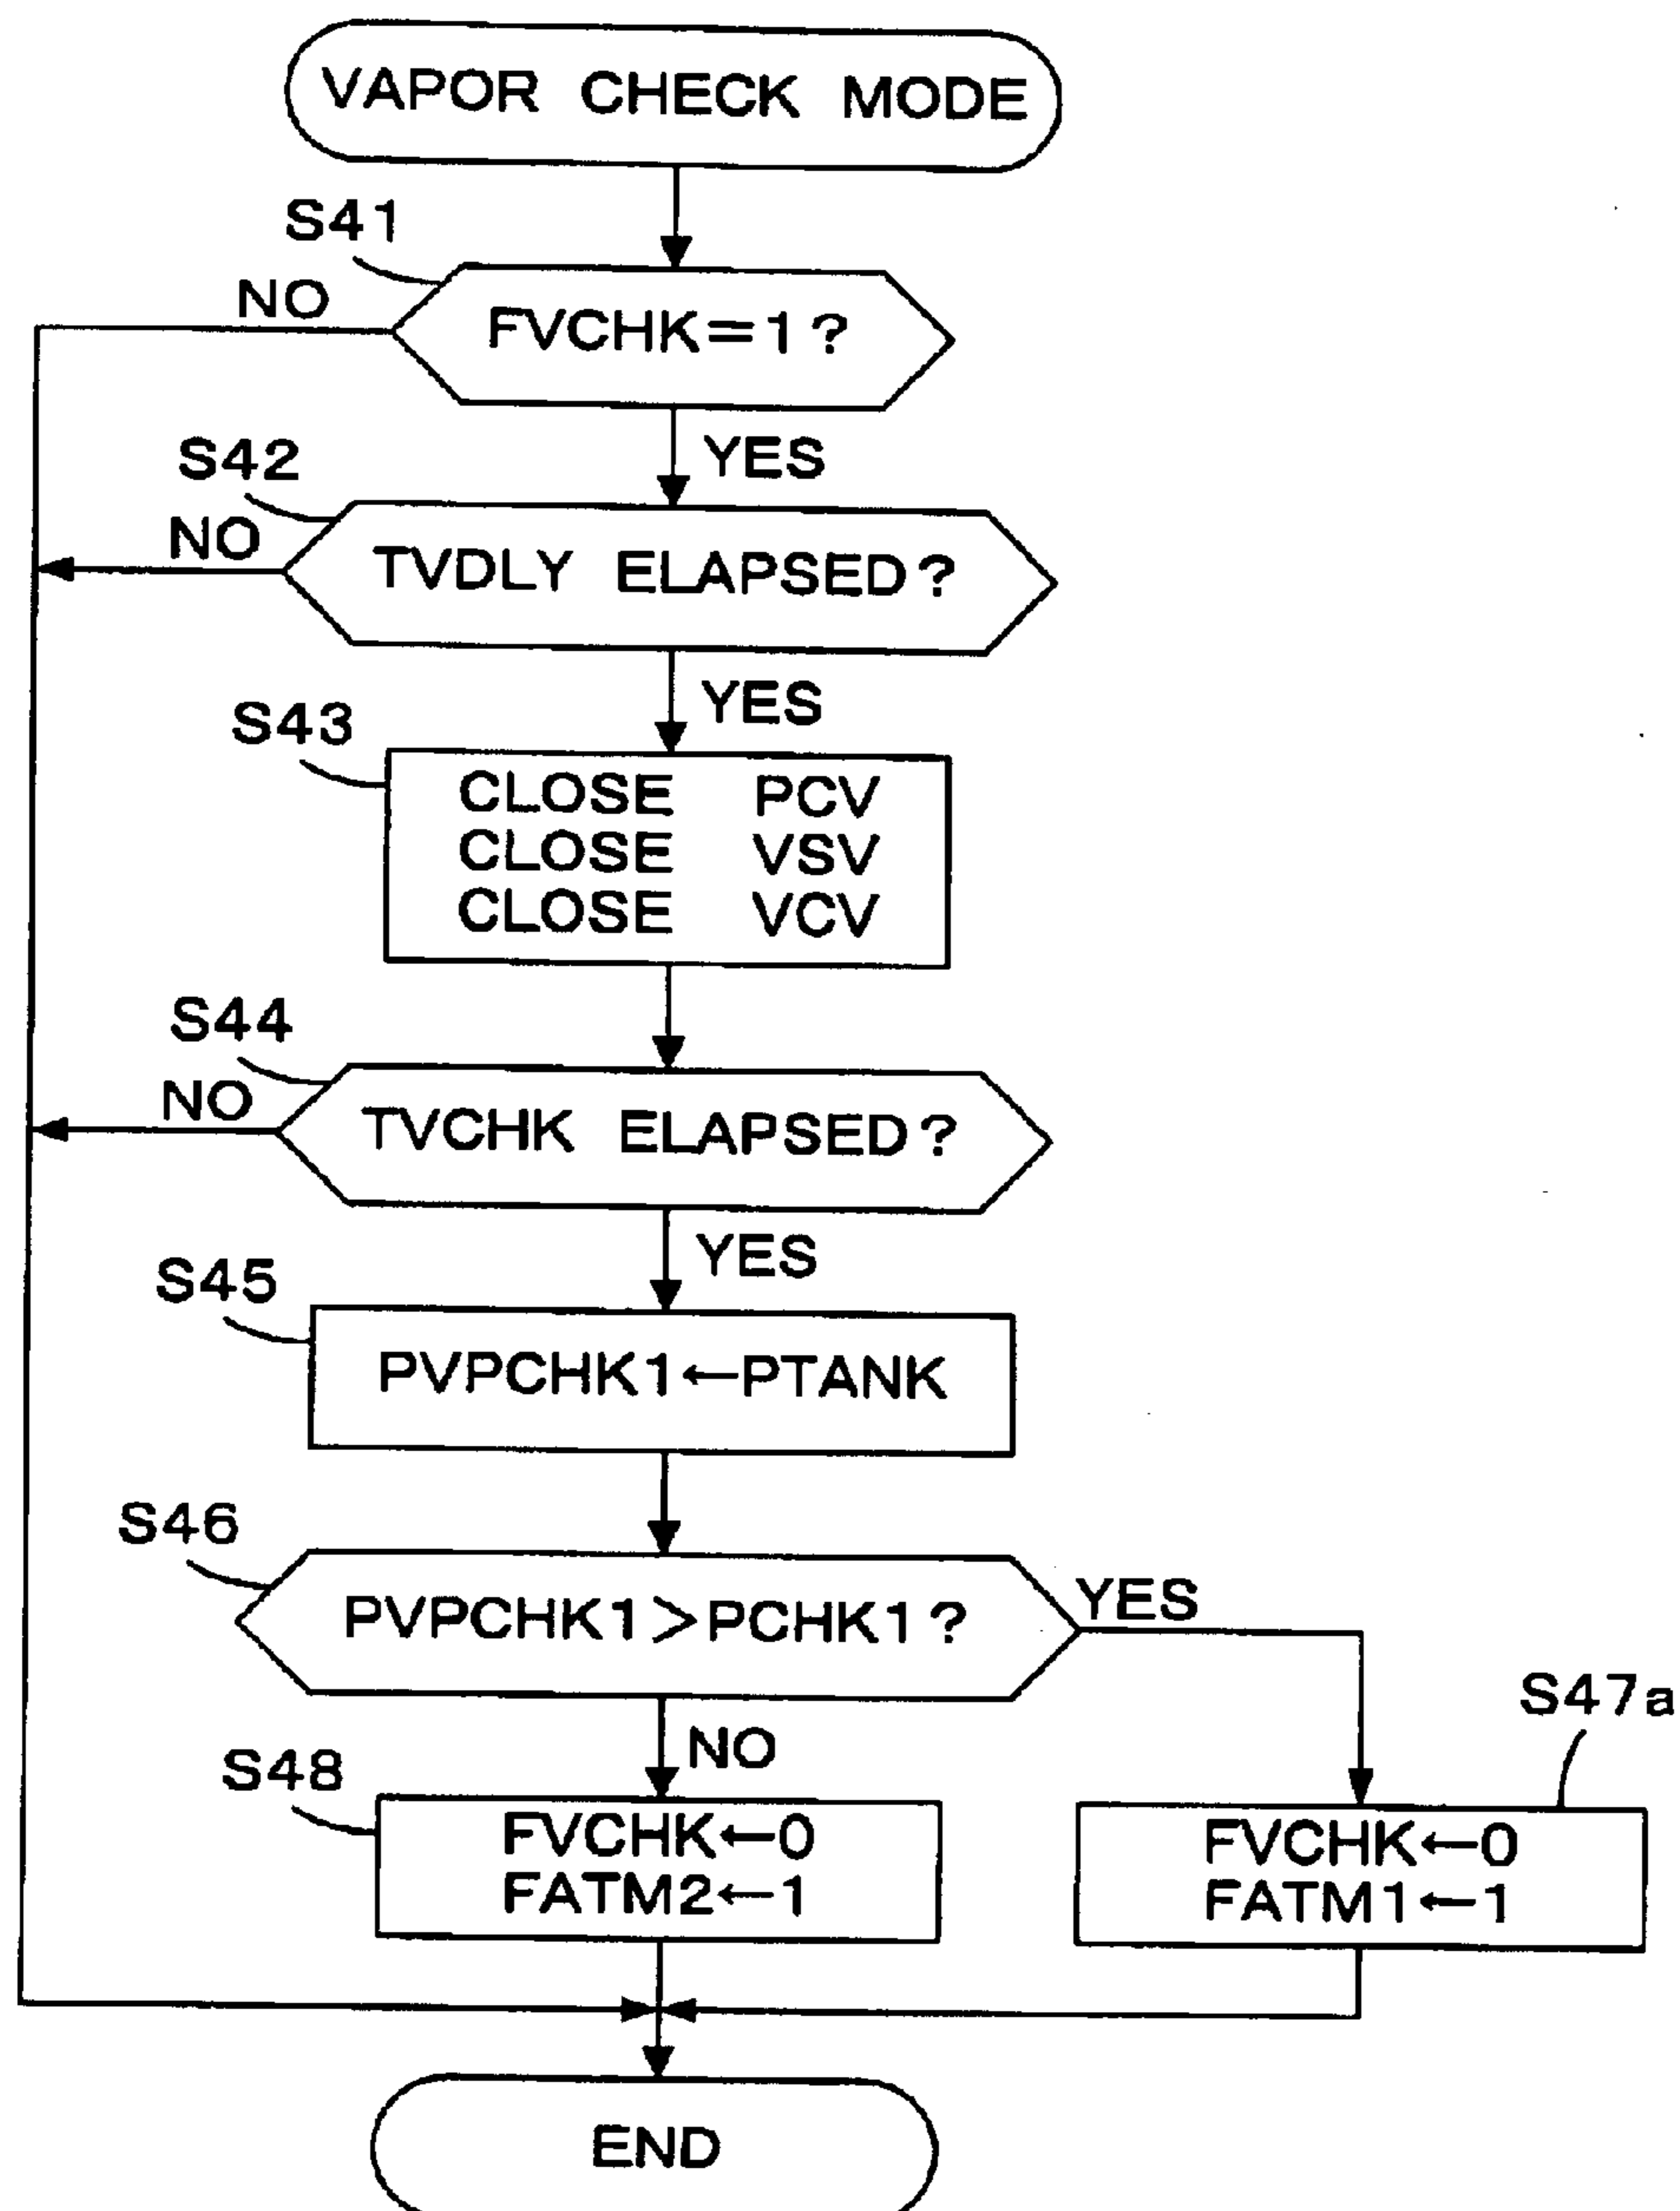 VAPOR CHECK MODE
S41
NO
FVCHK=1?
YES
S42
NO
TVDLY ELAPSED?
YES
S43
CLOSE PCV
CLOSE VSV
CLOSE VCV
S44
NO
TVCHK ELAPSED?
YES
S45
PVPCHK1←PTANK
S46
PVPCHK1>PCHK1?
YES
S47a
NO
S48
FVCHK←0
FATM2←1
FVCHK←0
FATM1←1
END